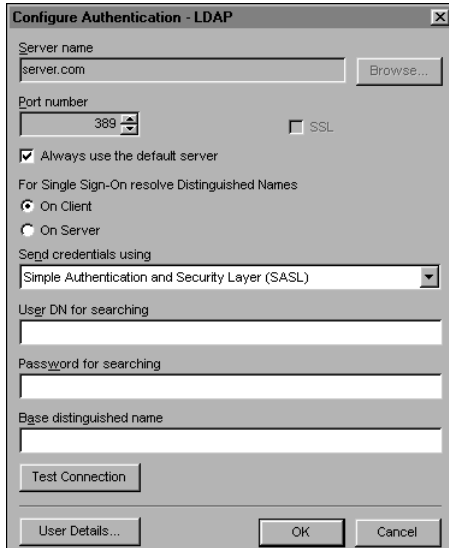 Configure Authentication - LDAP
Server name
server.com
Browse...
Port number
389
SSL
Always use the default server
For Single Sign-On resolve Distinguished Names
On Client
On Server
Send credentials using
Simple Authentication and Security Layer (SASL)
User DN for searching
Password for searching
Base distinguished name
Test Connection
User Details...
OK
Cancel